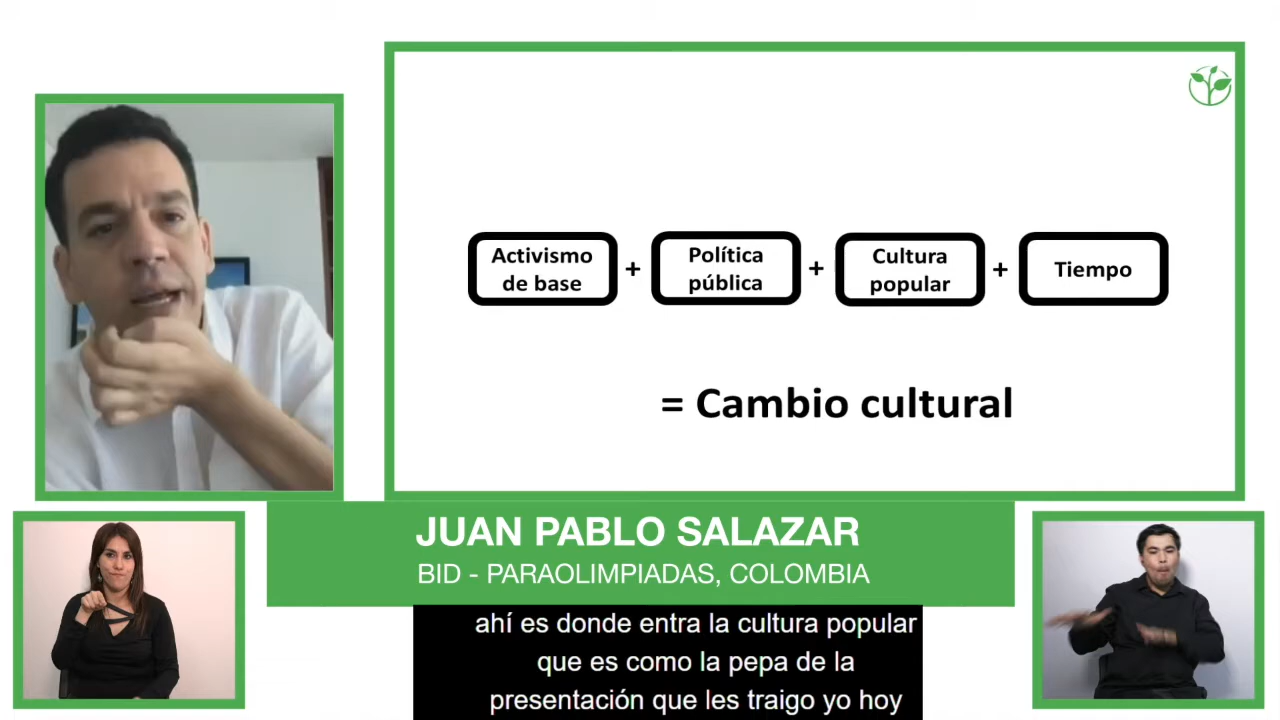 Activismo
de base
+
Política
pública
+
Cultura
popular
+
Tiempo
= Cambio cultural
JUAN PABLO SALAZAR
BID - PARAOLIMPIADAS, COLOMBIA
ahí es donde entra la cultura popular
que es como la pepa de la
presentación que les traigo yo hoy